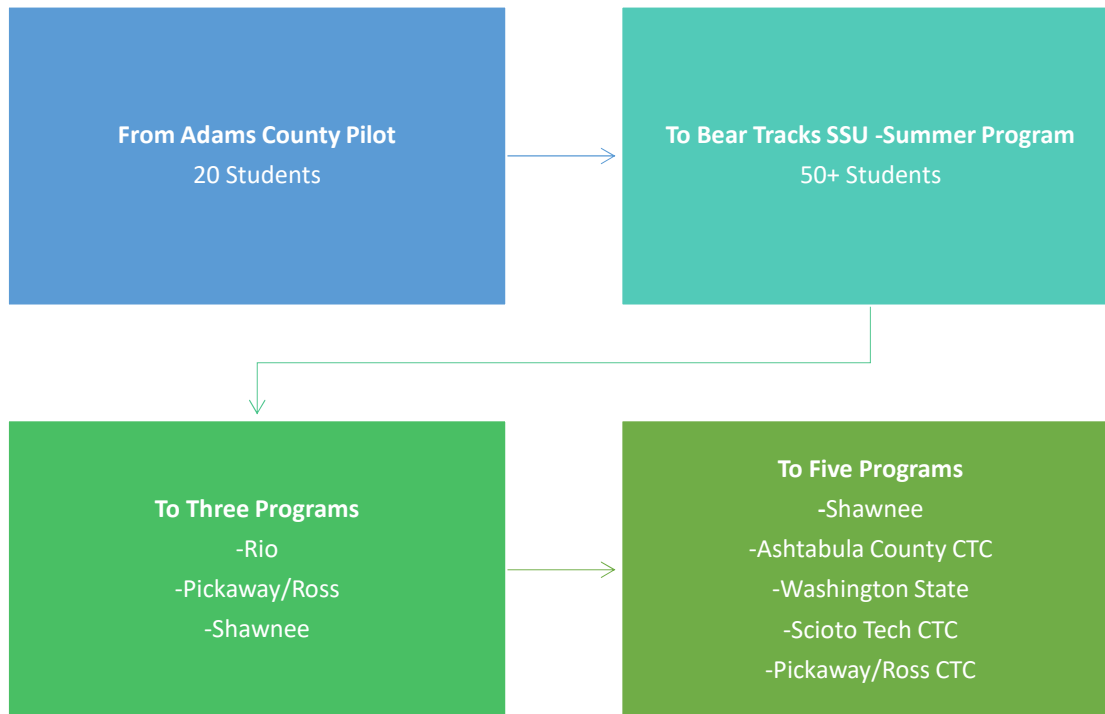 From Adams County Pilot
20 Students
To Bear Tracks SSU -Summer Program
50+ Students
To Three Programs
-Rio
-Pickaway/Ross
-Shawnee
To Five Programs
-Shawnee
-Ashtabula County CTC
-Washington State
-Scioto Tech CTC
-Pickaway/Ross CTC